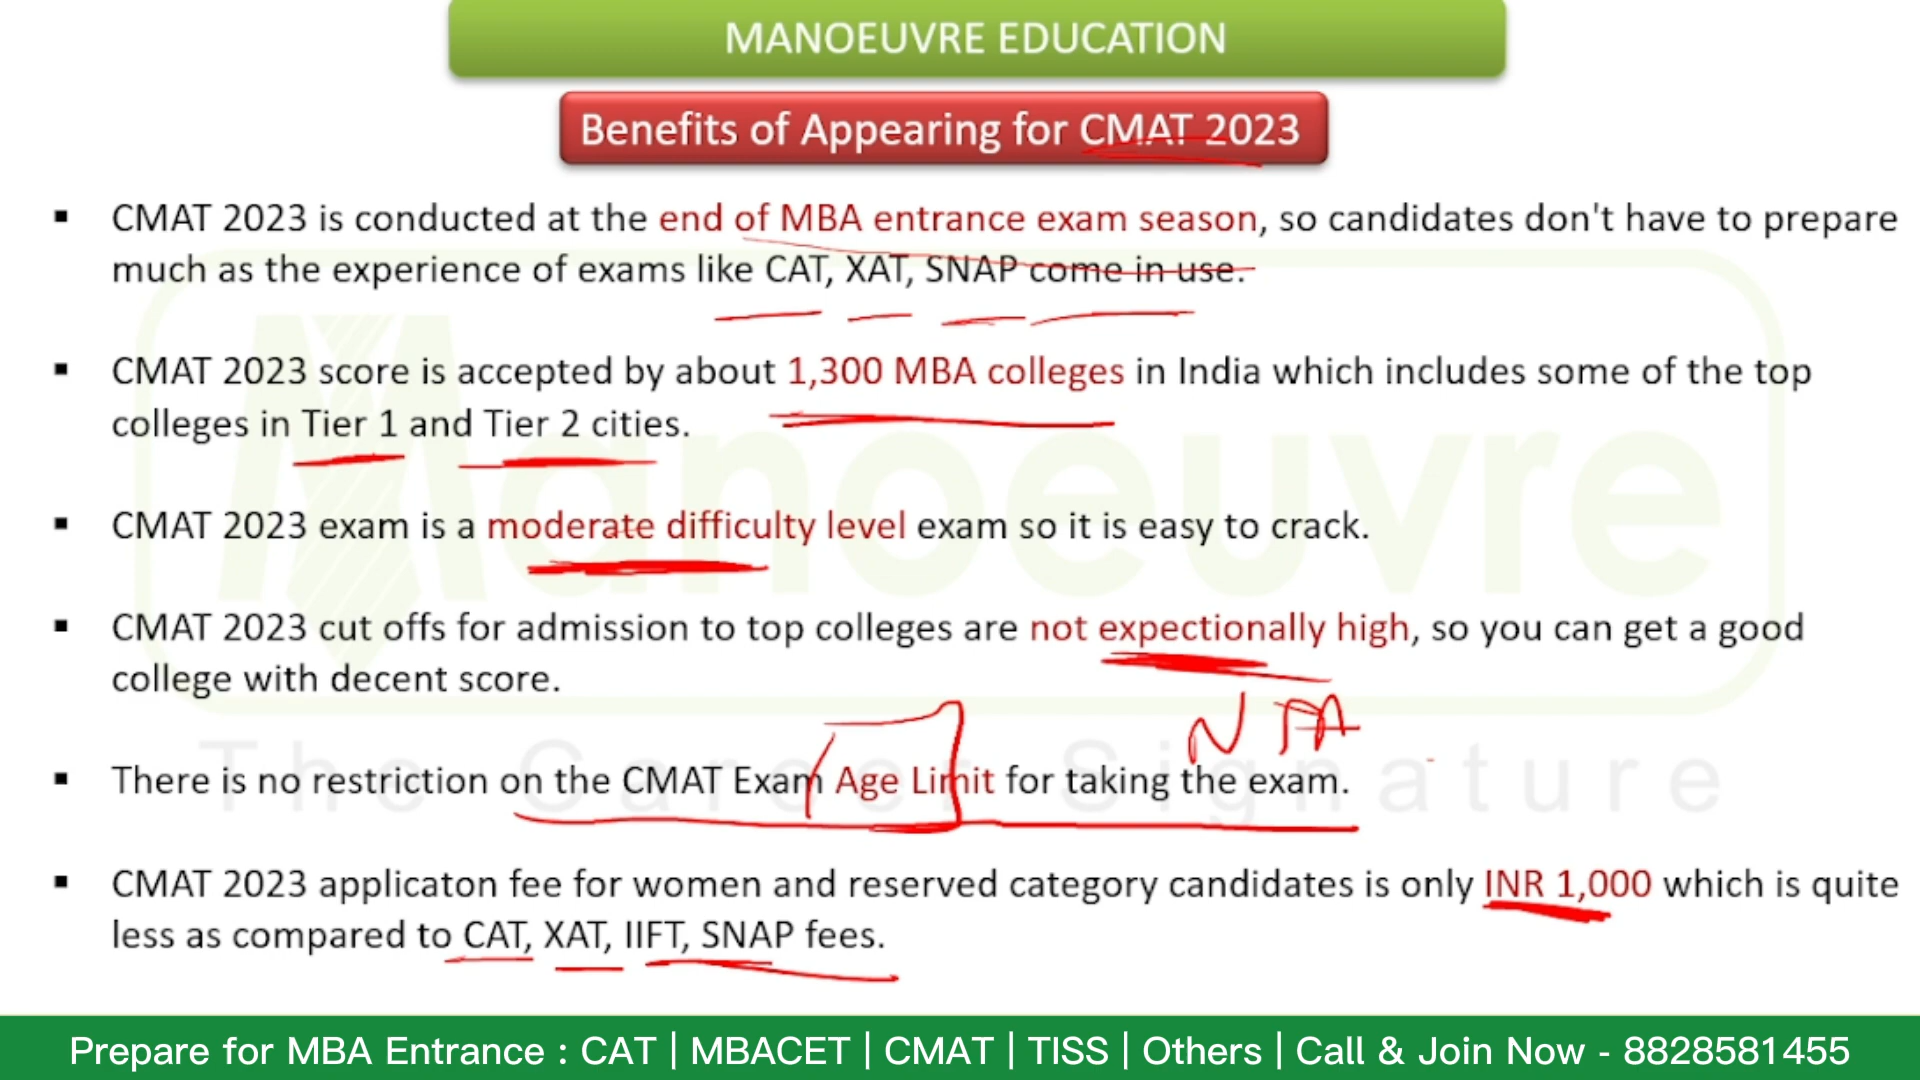 MANOEUVRE EDUCATION
Benefits of Appearing for CMAT 2023
▪ CMAT 2023 is conducted at the end of MBA entrance exam season, so candidates don't have to prepare
much as the experience of exams like CAT, XAT, SNAP come in use.
▪ CMAT 2023 score is accepted by about 1,300 MBA colleges in India which includes some of the top
colleges in Tier 1 and Tier 2 cities.
▪ CMAT 2023 exam is a moderate difficulty level exam so it is easy to crack.
▪ CMAT 2023 cut offs for admission to top colleges are not expectionally high, so you can get a good
college with decent score.
▪ There is no restriction on the CMAT Exam Age Limit for taking the exam.
▪ CMAT 2023 applicaton fee for women and reserved category candidates is only INR 1,000 which is quite
less as compared to CAT, XAT, IIFT, SNAP fees.
Manoeuvre
The Career Signature
Prepare for MBA Entrance : CAT | MBACET | CMAT | TISS | Others | Call & Join Now - 8828581455